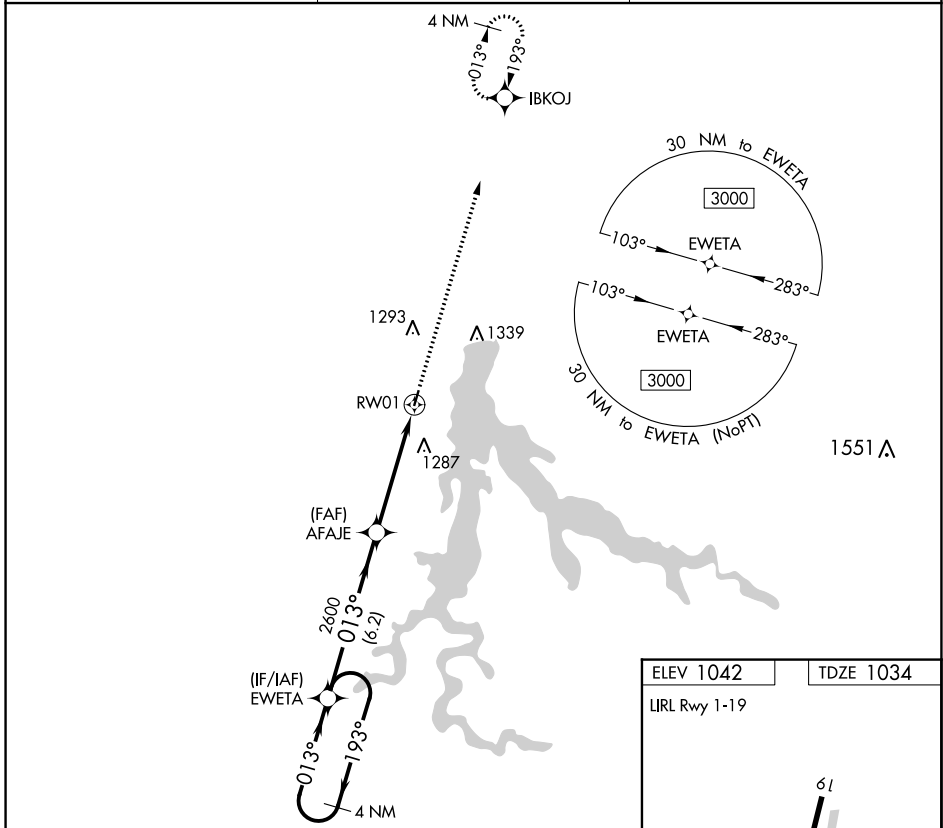 4 NM
013°
193°
IBKOJ
30 NM to EWETA
3000
103°
EWETA
283°
103°
EWETA
283°
3000
30 NM to EWETA (NoPT)
1293
1339
RW01
1287
1551
(FAF)
AFAJE
2600
013°
(6.2)
(IF/IAF)
EWETA
013°
193°
4 NM
ELEV 1042
TDZE 1034
LIRL Rwy 1-19
19